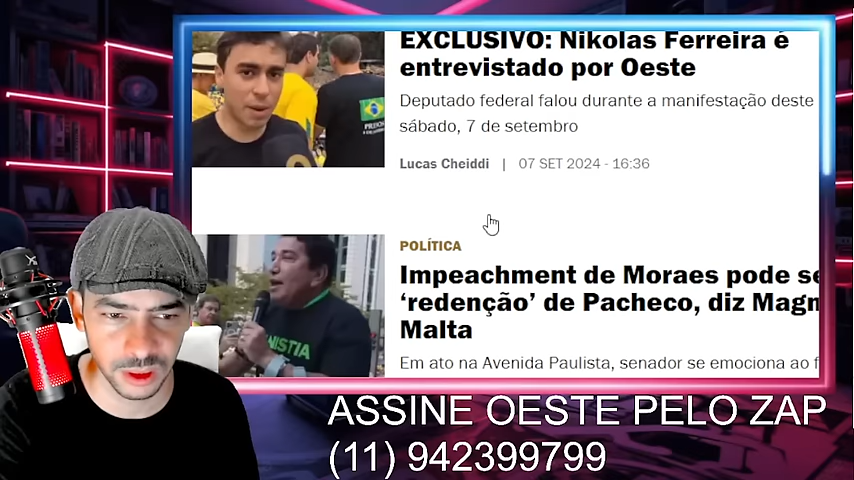 EXCLUSIVO: Nikolas Ferreira é
entrevistado por Oeste
Deputado federal falou durante a manifestação deste
sábado, 7 de setembro
Lucas Cheiddi | 07 SET 2024 - 16:36
POLÍTICA
Impeachment de Moraes pode se
‘redenção’ de Pacheco, diz Magn
Malta
Em ato na Avenida Paulista, senador se emociona ao f
NISTIA
ASSINE OESTE PELO ZAP
(11) 942399799